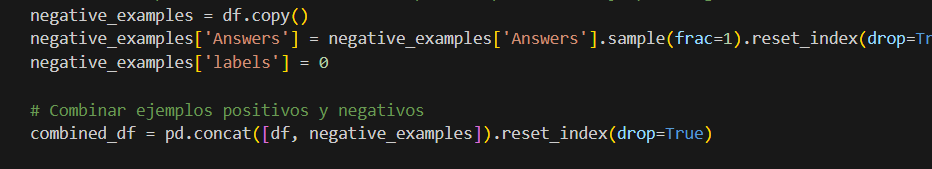 negative_examples = df.copy()
negative_examples['Answers'] = negative_examples['Answers'].sample(frac=1).reset_index(drop=Tr
negative_examples['labels'] = 0
# Combinar ejemplos positivos y negativos
combined_df = pd.concat([df, negative_examples]).reset_index(drop=True)